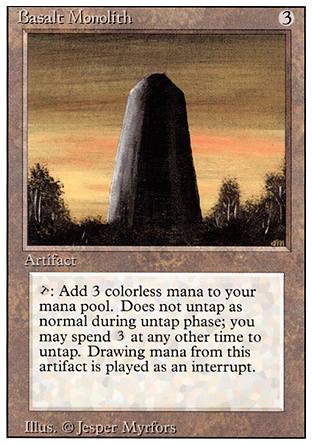 Basalt Monolith 3
Artifact
: Add 3 colorless mana to your
mana pool. Does not untap as
normal during untap phase; you
may spend 3 at any other time to
untap. Drawing mana from this
artifact is played as an interrupt.
Illus. © Jesper Myrfors